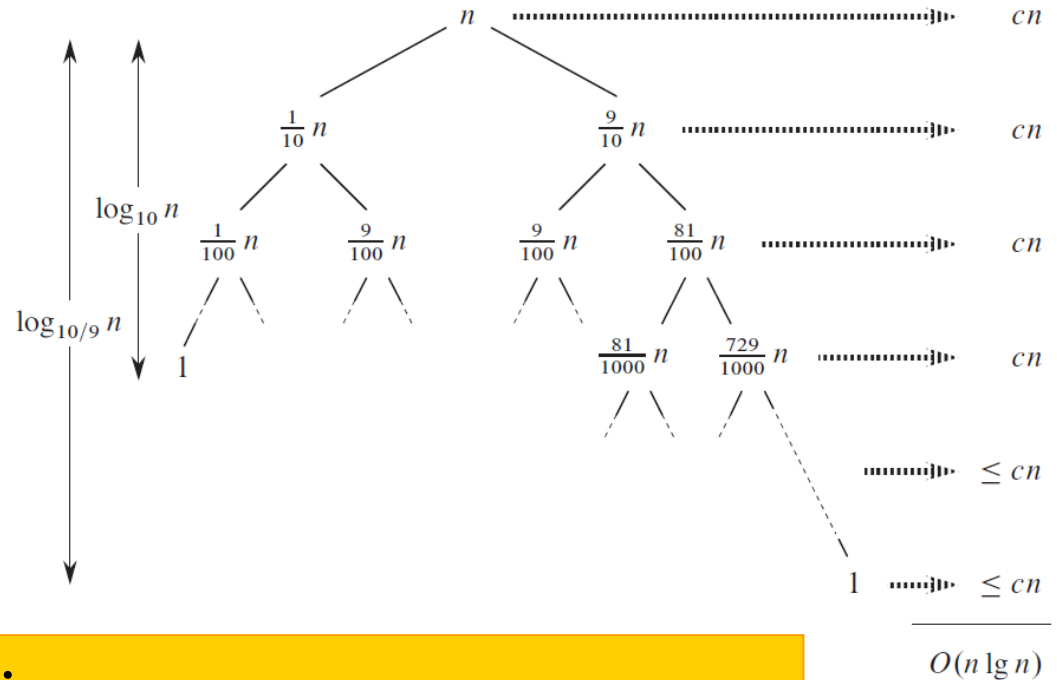 n cn
1/10 n 9/10 n cn
log₁₀ n
1/100 n 9/100 n 9/100 n 81/100 n cn
log₁₀/₉ n
1 81/1000 n 729/1000 n cn
≤ cn
1 ≤ cn
O(n lg n)